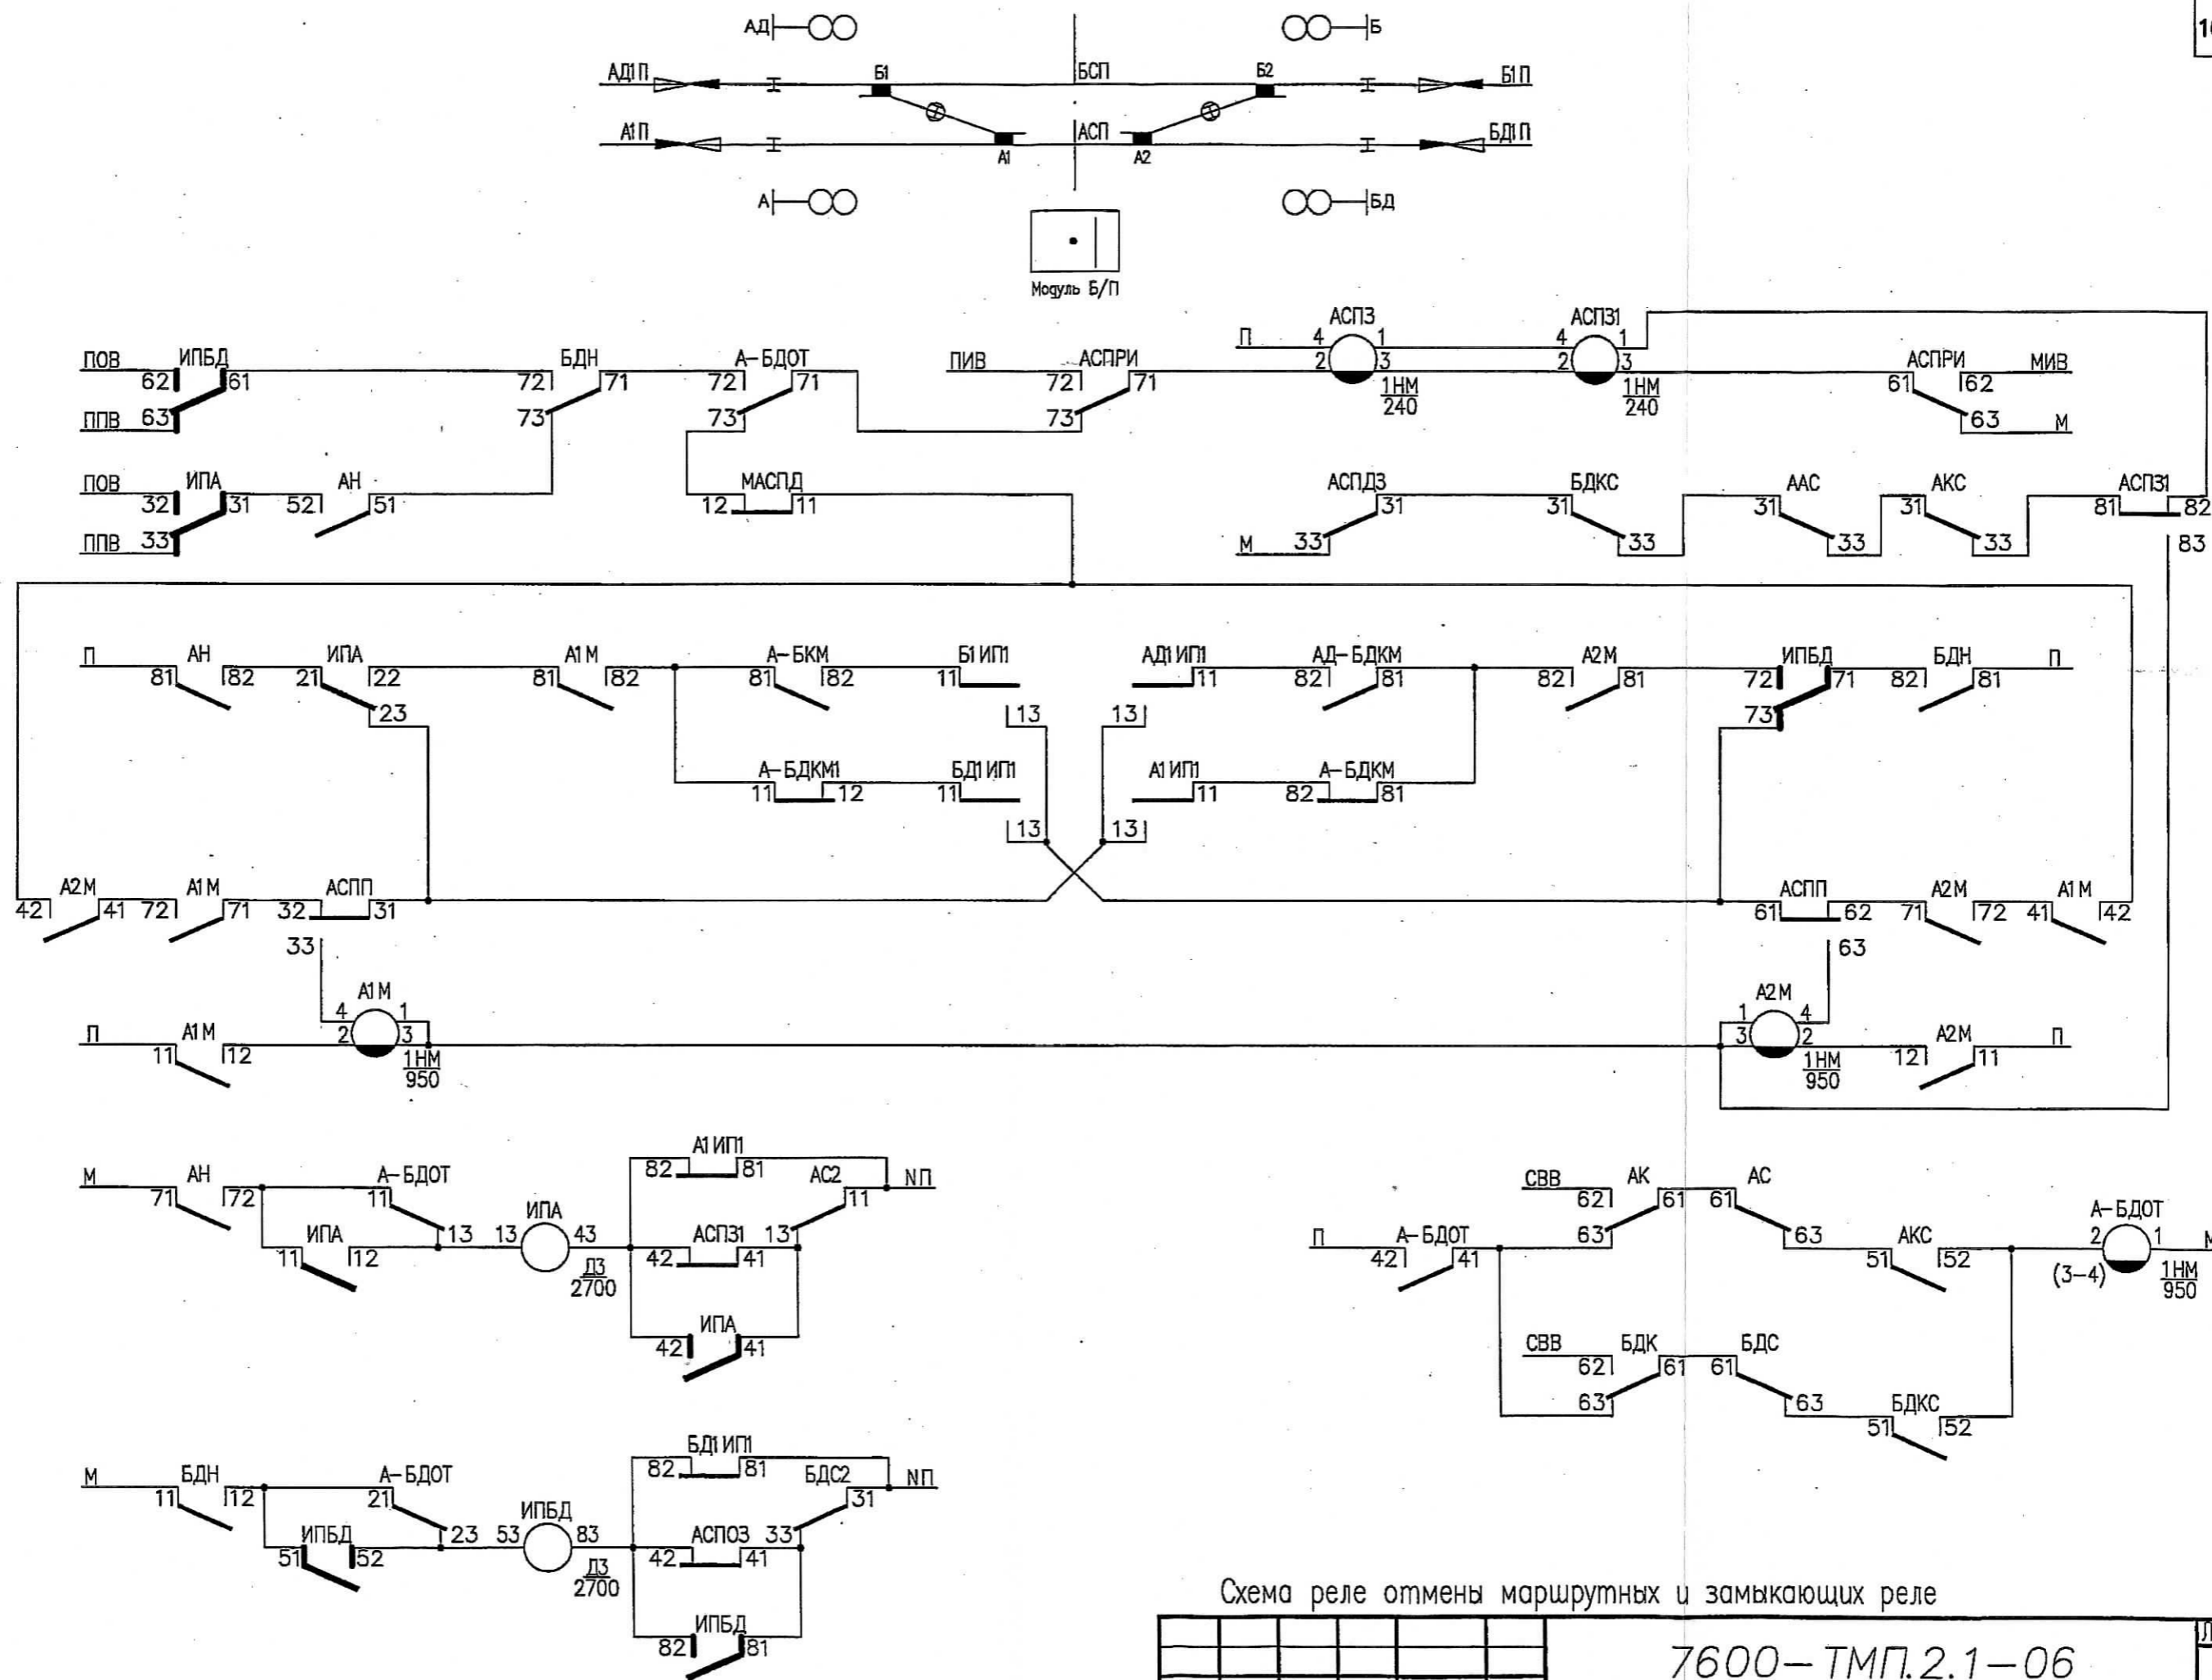 АД Б
АД1П Б1 БСП Б2 Б1П
А1П А1 АСП А2 БД1П
А БД
Модуль Б/П
ПОВ ИПБД БДН А-БДОТ ПИВ АСПРИ П АСПЗ АСПЗ1 АСПРИ МИВ
62 61 72 71 72 71 72 71 4 1 2 3 4 1 2 3 61 62
ППВ 63 73 73 73 1НМ 240 1НМ 240 63 М
ПОВ ИПА АН МАСПД АСПДЗ БДКС ААС АКС АСПЗ1
32 31 52 51 12 11 31 31 31 31 81 82
ППВ 33 М 33 33 33 33 83
П АН ИПА А1М А-БКМ Б1ИП1 АД1ИП1 АД-БДКМ А2М ИПБД БДН П
81 82 21 22 81 82 81 82 11 11 82 81 82 81 72 71 82 81
23 13 13 73
А-БДКМ1 БД1ИП1 А1ИП1 А-БДКМ
11 12 11 11 82 81
13 13
А2М А1М АСПП АСПП А2М А1М
42 41 72 71 32 31 61 62 71 72 41 42
33 63
А1М А2М
4 1 1 4
П А1М 2 3 3 2 А2М П
11 12 1НМ 950 1НМ 950 12 11
А1ИП1
М АН А-БДОТ 82 81 АС2 NП
71 72 11 11
ИПА ИПА АСПЗ1
11 12 13 13 43 42 41 13
ДЗ 2700
ИПА
42 41
СВВ АК АС
62 61 61
П А-БДОТ 63 63 АКС А-БДОТ М
42 41 51 52 2 1
(3-4) 1НМ 950
СВВ БДК БДС
62 61 61
63 63 БДКС
51 52
БД1ИП1
М БДН А-БДОТ 82 81 БДС2 NП
11 12 21 31
ИПБД ИПБД АСПОЗ
51 52 23 53 83 42 41 33
ДЗ 2700
ИПБД
82 81
Схема реле отмены маршрутных и замыкающих реле
7600-ТМП.2.1-06